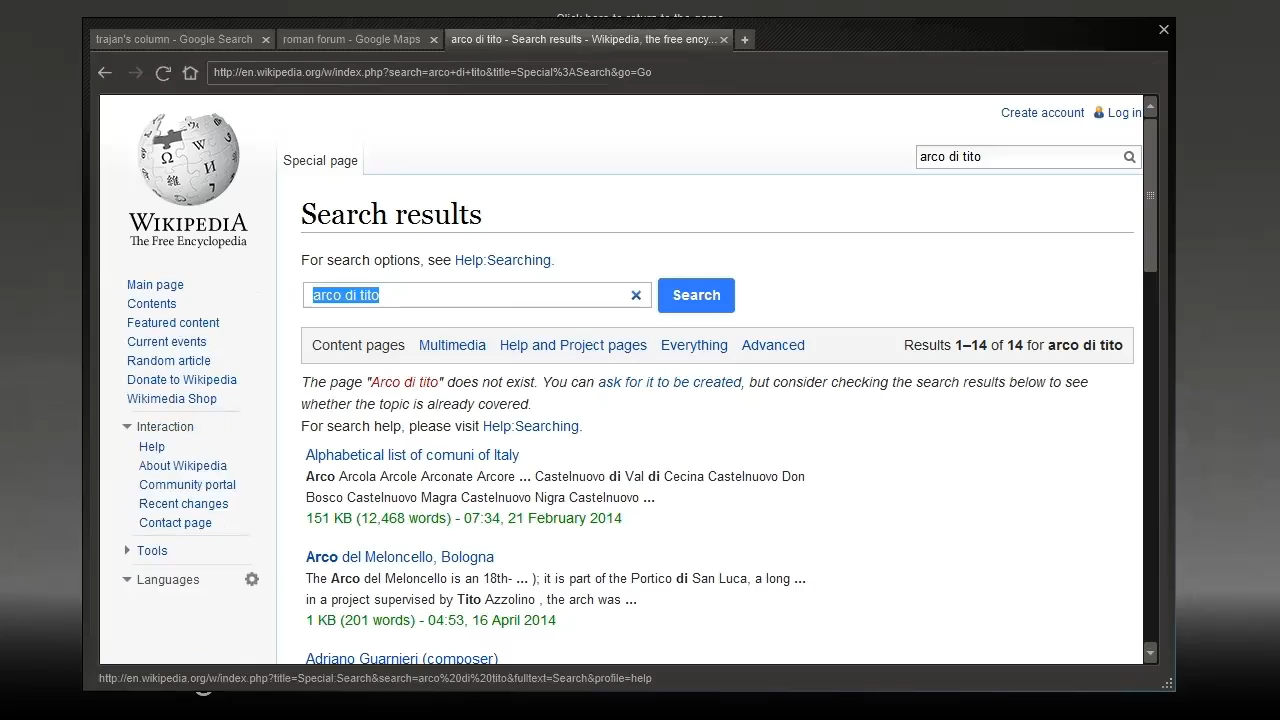 Click here to return to the game
trajan's column - Google Search
roman forum - Google Maps
arco di tito - Search results - Wikipedia, the free ency...
http://en.wikipedia.org/w/index.php?search=arco+di+tito&title=Special%3ASearch&go=Go
Create account Log in
Special page
arco di tito
WIKIPEDIA
The Free Encyclopedia
Search results
For search options, see Help:Searching.
arco di tito
Search
Content pages Multimedia Help and Project pages Everything Advanced Results 1–14 of 14 for arco di tito
The page "Arco di tito" does not exist. You can ask for it to be created, but consider checking the search results below to see
whether the topic is already covered.
For search help, please visit Help:Searching.
Alphabetical list of comuni of Italy
Arco Arcola Arcole Arconate Arcore ... Castelnuovo di Val di Cecina Castelnuovo Don
Bosco Castelnuovo Magra Castelnuovo Nigra Castelnuovo ...
151 KB (12,468 words) - 07:34, 21 February 2014
Arco del Meloncello, Bologna
The Arco del Meloncello is an 18th- ... ); it is part of the Portico di San Luca, a long ...
in a project supervised by Tito Azzolino , the arch was ...
1 KB (201 words) - 04:53, 16 April 2014
Adriano Guarnieri (composer)
Main page
Contents
Featured content
Current events
Random article
Donate to Wikipedia
Wikimedia Shop
Interaction
Help
About Wikipedia
Community portal
Recent changes
Contact page
Tools
Languages
http://en.wikipedia.org/w/index.php?title=Special:Search&search=arco%20di%20tito&fulltext=Search&profile=help